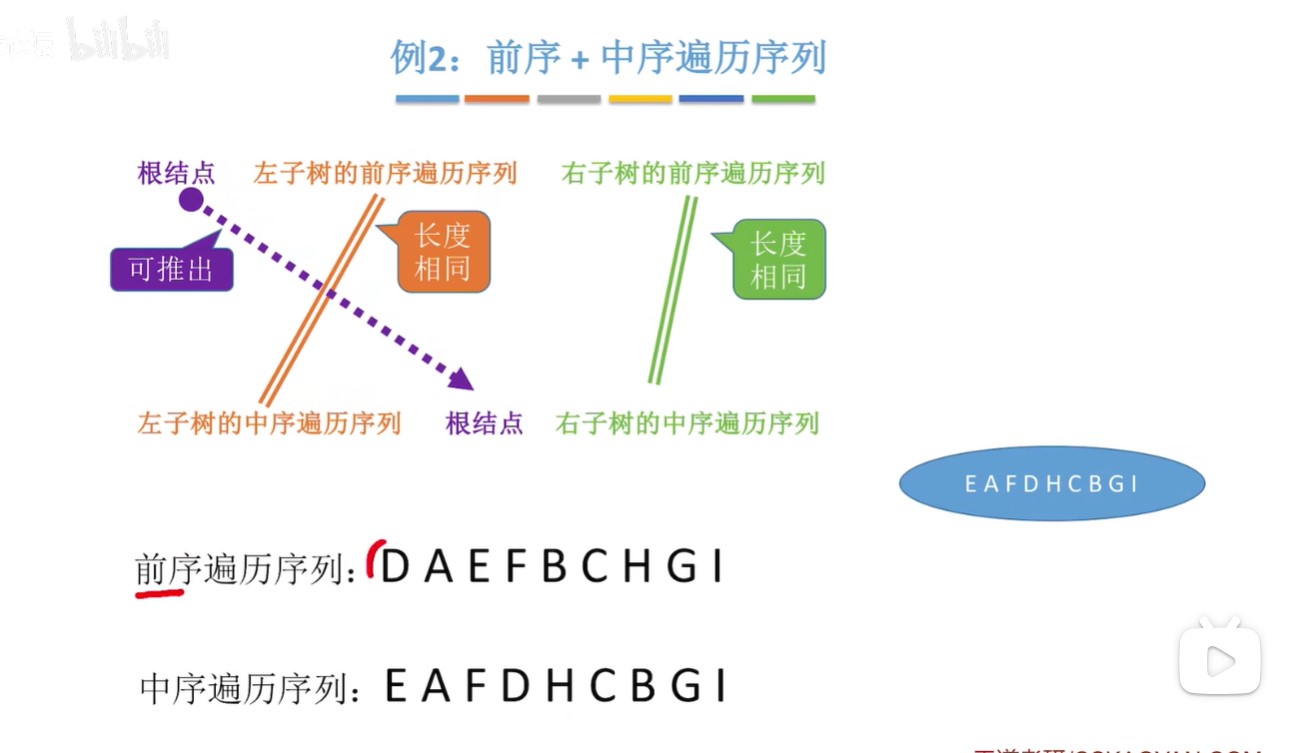 bilibili
例2：前序 + 中序遍历序列
根结点 左子树的前序遍历序列 右子树的前序遍历序列
可推出
长度
相同
长度
相同
左子树的中序遍历序列 根结点 右子树的中序遍历序列
E A F D H C B G I
前序遍历序列：D A E F B C H G I
中序遍历序列：E A F D H C B G I